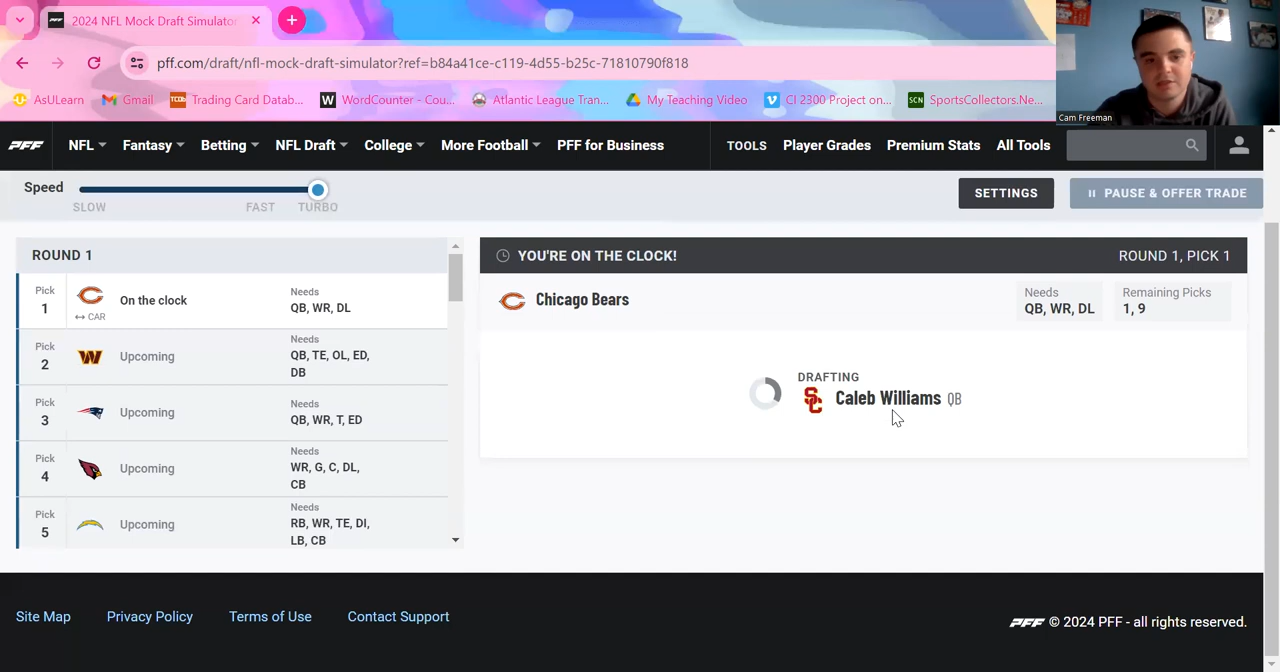 2024 NFL Mock Draft Simulator
pff.com/draft/nfl-mock-draft-simulator?ref=b84a41ce-c119-4d55-b25c-71810790f818
AsULearn Gmail Trading Card Datab... WordCounter - Cou... Atlantic League Tran... My Teaching Video CI 2300 Project on... SportsCollectors.Ne...
Cam Freeman
PFF NFL Fantasy Betting NFL Draft College More Football PFF for Business TOOLS Player Grades Premium Stats All Tools
Speed
SLOW FAST TURBO
SETTINGS
PAUSE & OFFER TRADE
ROUND 1
Pick 1
CAR
On the clock
Needs
QB, WR, DL
Pick 2
Upcoming
Needs
QB, TE, OL, ED,
DB
Pick 3
Upcoming
Needs
QB, WR, T, ED
Pick 4
Upcoming
Needs
WR, G, C, DL,
CB
Pick 5
Upcoming
Needs
RB, WR, TE, DI,
LB, CB
YOU'RE ON THE CLOCK! ROUND 1, PICK 1
Chicago Bears
Needs
QB, WR, DL
Remaining Picks
1, 9
DRAFTING
Caleb Williams QB
Site Map Privacy Policy Terms of Use Contact Support
PFF © 2024 PFF - all rights reserved.